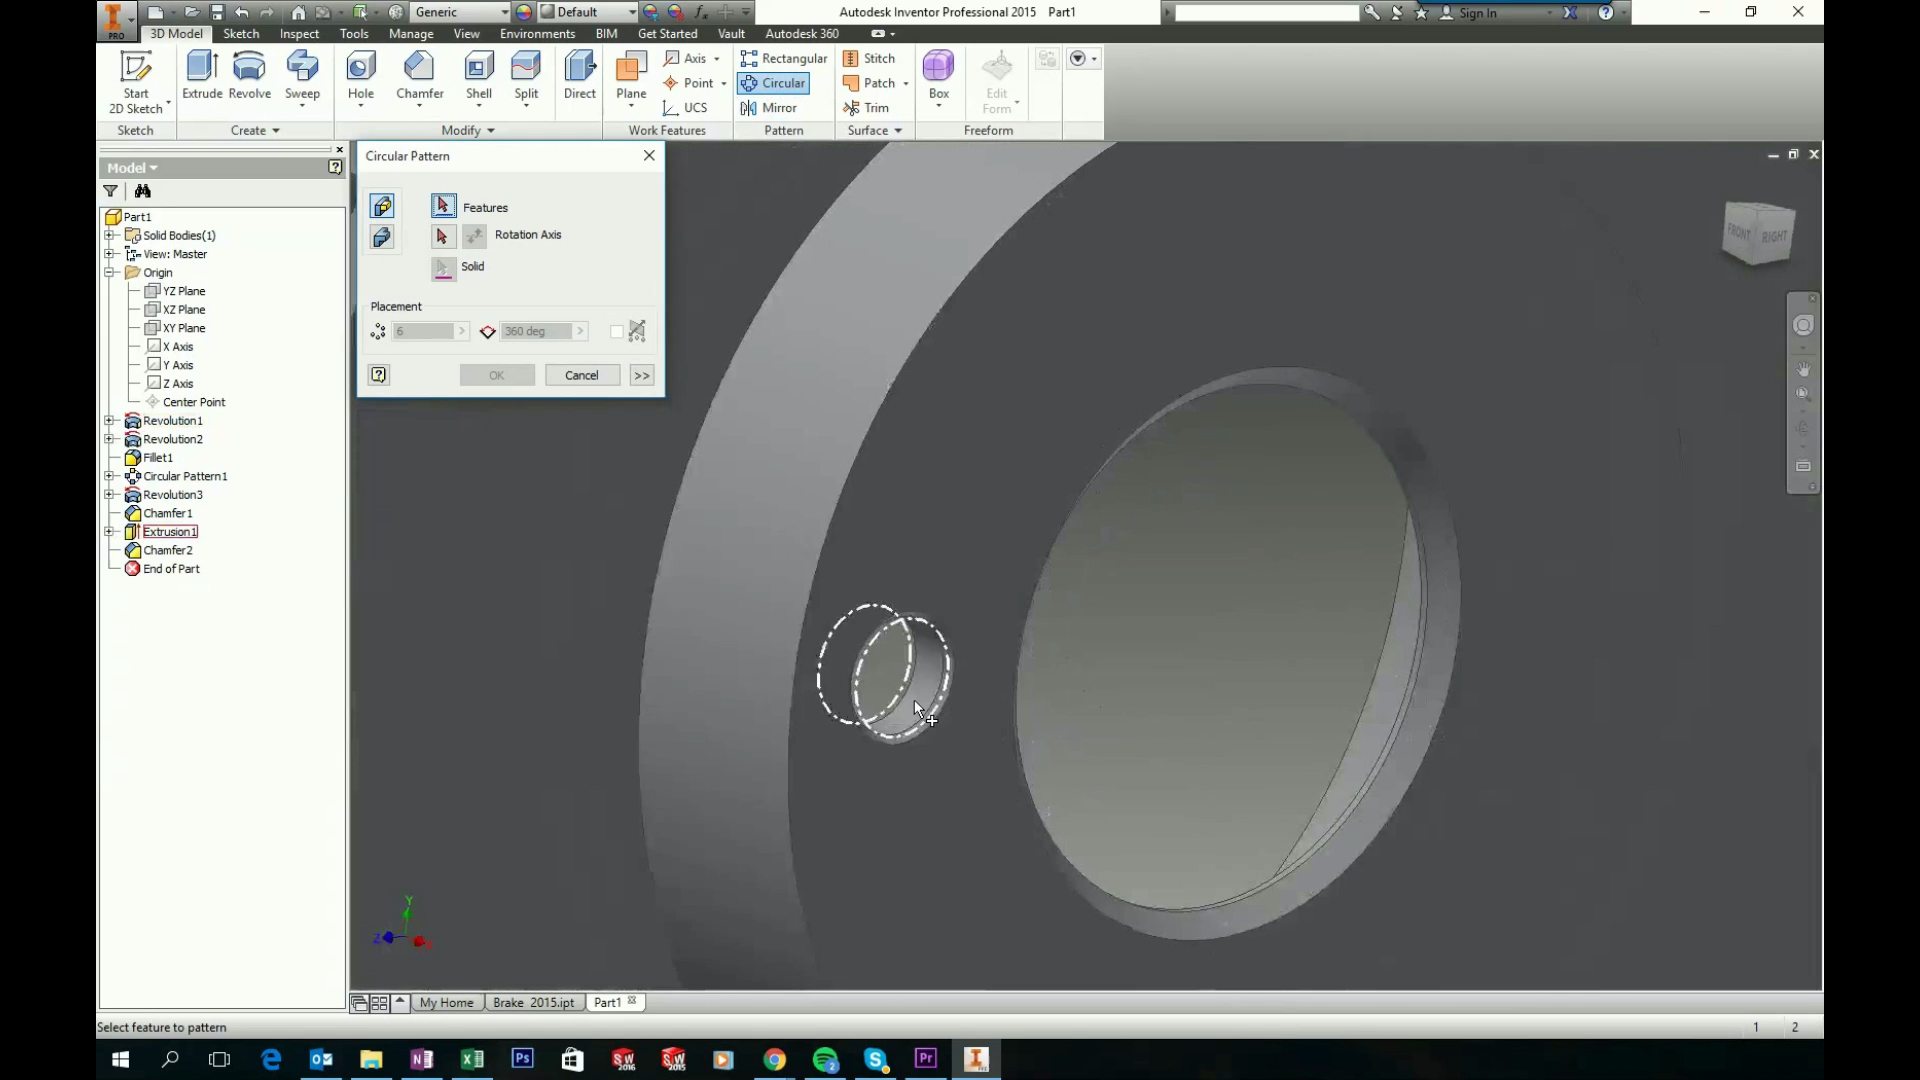 Generic
Default
Autodesk Inventor Professional 2015 Part1
Sign In
PRO
3D Model
Sketch
Inspect
Tools
Manage
View
Environments
BIM
Get Started
Vault
Autodesk 360
Start
2D Sketch
Extrude
Revolve
Sweep
Hole
Chamfer
Shell
Split
Direct
Plane
Axis
Point
UCS
Rectangular
Circular
Mirror
Stitch
Patch
Trim
Box
Edit
Form
Sketch
Create
Modify
Work Features
Pattern
Surface
Freeform
Model
Part1
Solid Bodies(1)
View: Master
Origin
YZ Plane
XZ Plane
XY Plane
X Axis
Y Axis
Z Axis
Center Point
Revolution1
Revolution2
Fillet1
Circular Pattern1
Revolution3
Chamfer1
Extrusion1
Chamfer2
End of Part
Circular Pattern
Features
Rotation Axis
Solid
Placement
6
360 deg
OK
Cancel
>>
FRONT
RIGHT
Y
Z
My Home
Brake_2015.ipt
Part1
Select feature to pattern
1 2